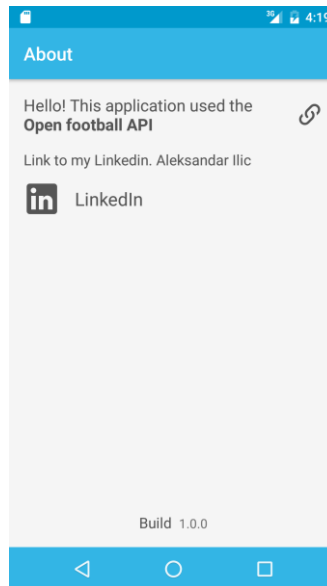 3G 4:19
About
Hello! This application used the
Open football API
Link to my Linkedin. Aleksandar Ilic
in LinkedIn
Build 1.0.0